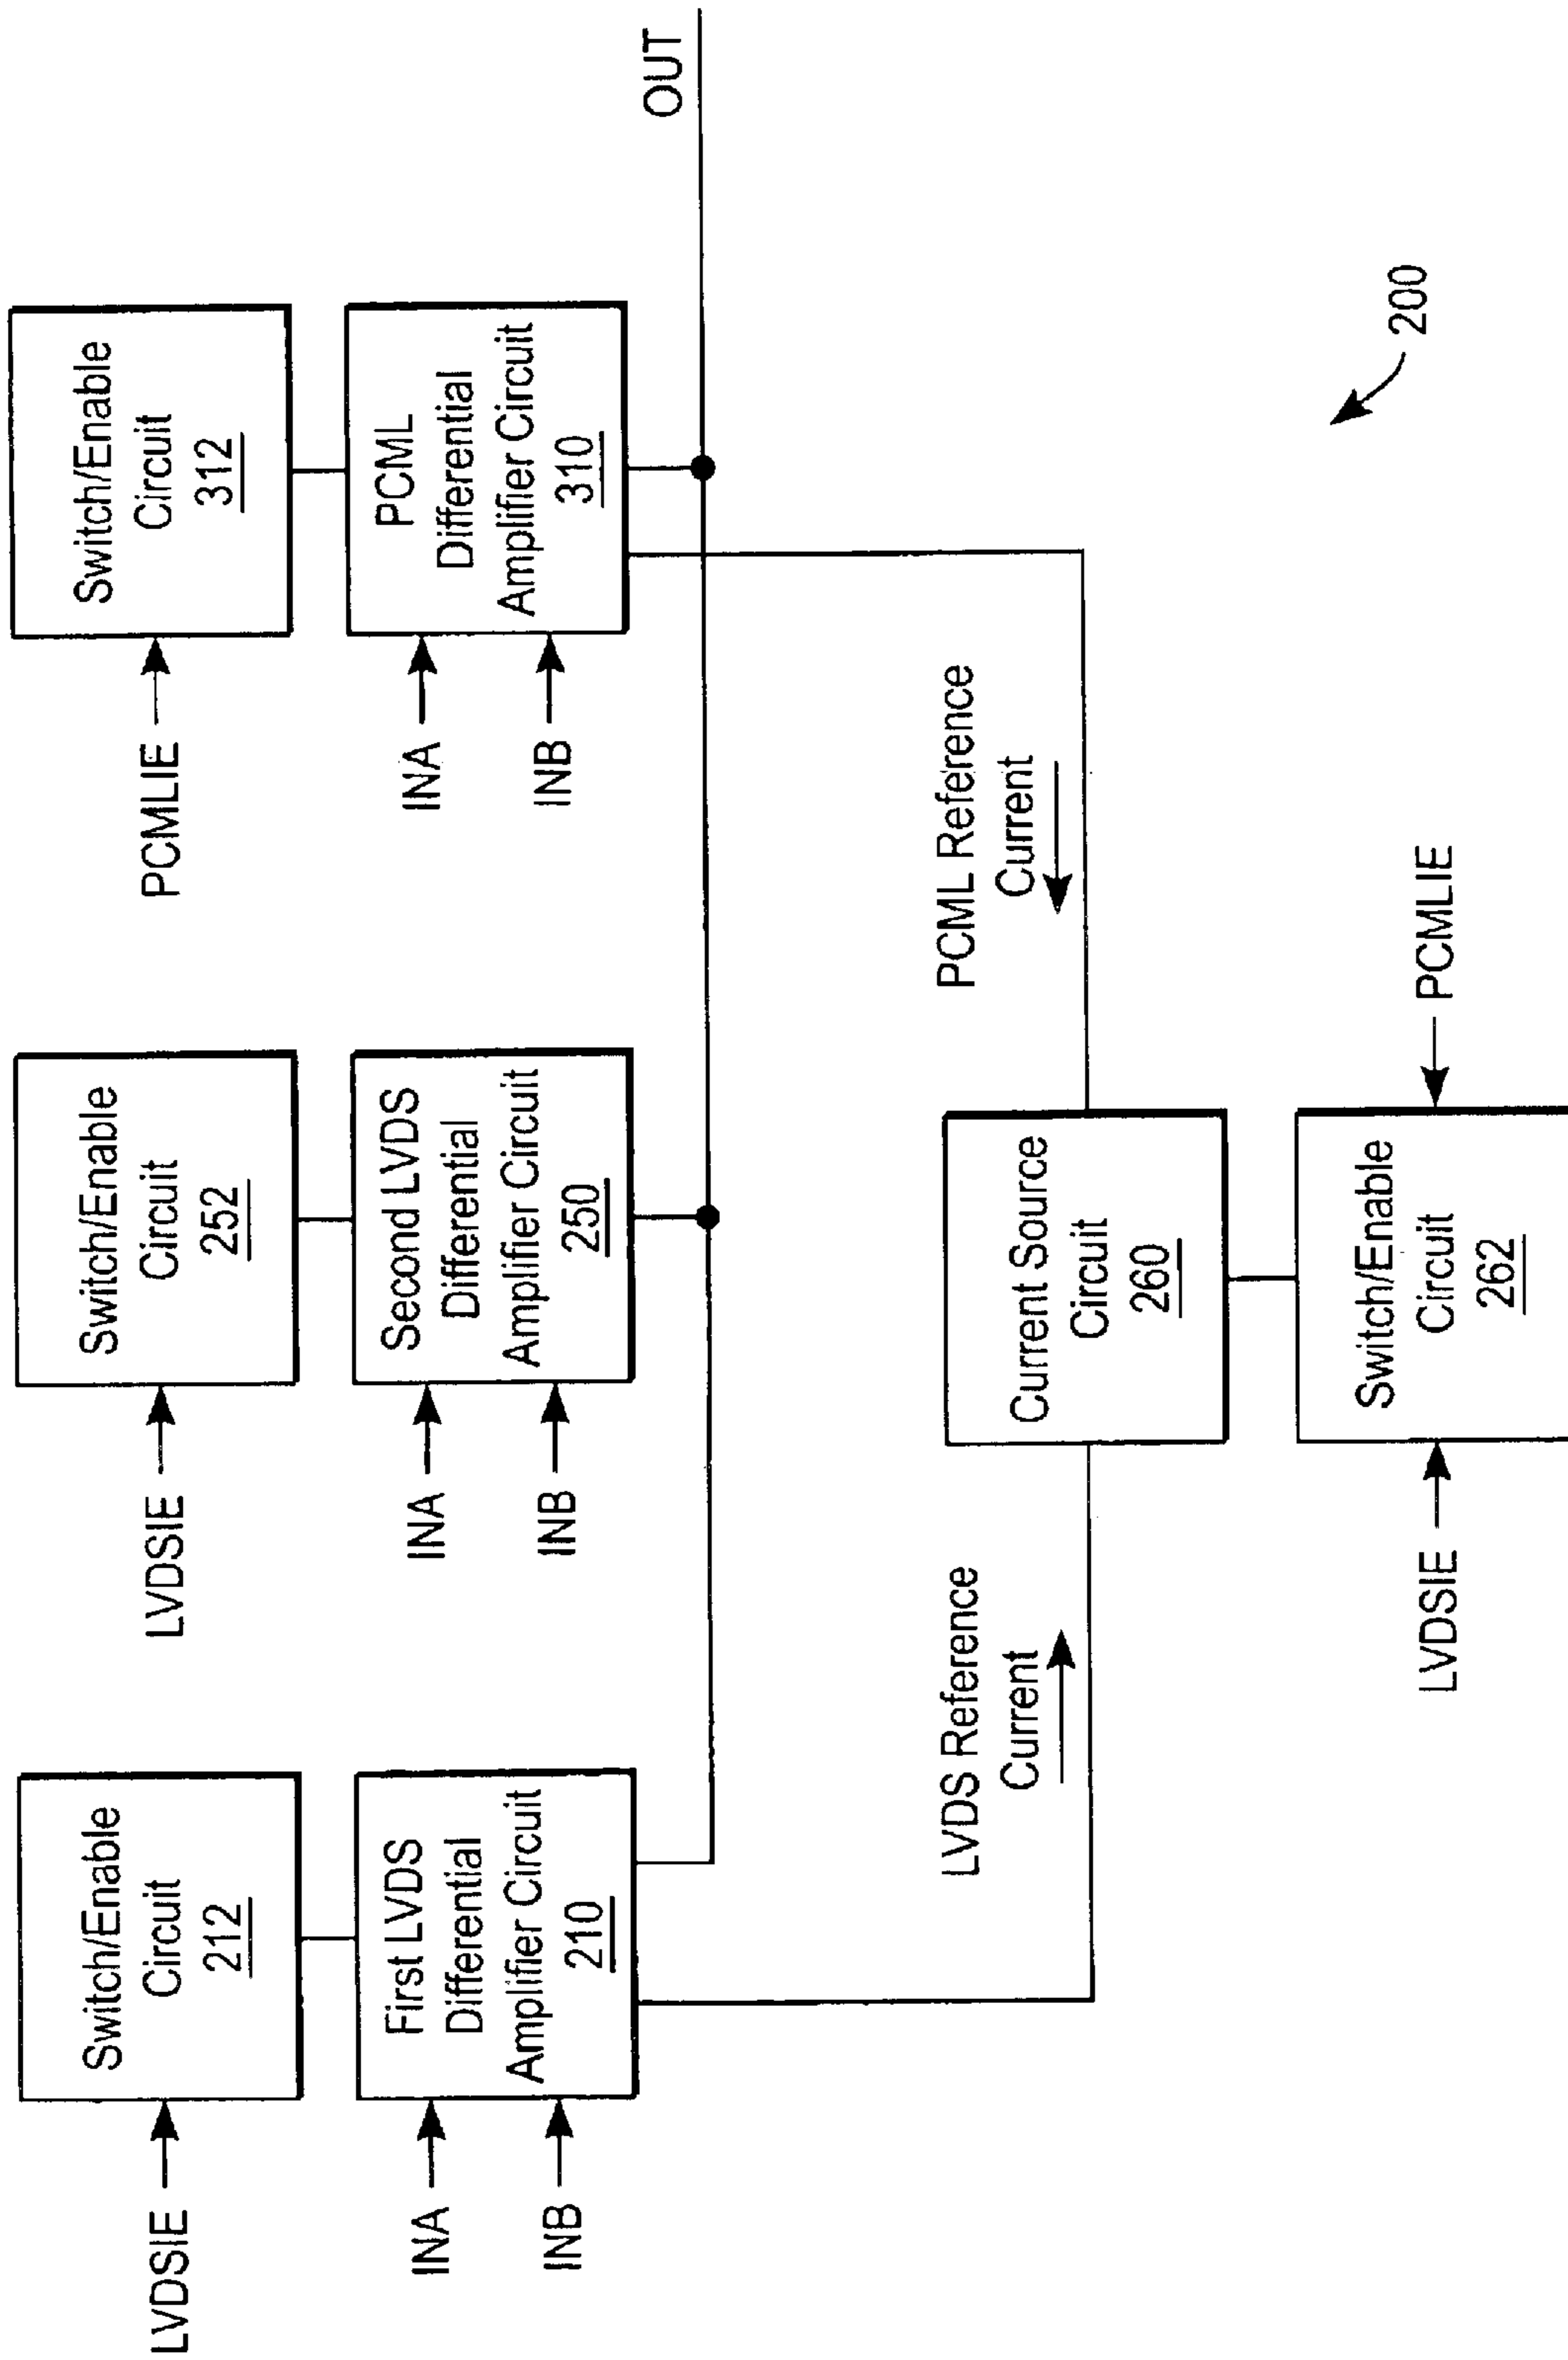 Switch/Enable
Circuit
212
LVDSIE
First LVDS
Differential
Amplifier Circuit
210
INA
INB
Switch/Enable
Circuit
252
LVDSIE
Second LVDS
Differential
Amplifier Circuit
250
INA
INB
Switch/Enable
Circuit
312
PCMLIE
PCML
Differential
Amplifier Circuit
310
INA
INB
OUT
LVDS Reference
Current
PCML Reference
Current
Current Source
Circuit
260
Switch/Enable
Circuit
262
LVDSIE
PCMLIE
200